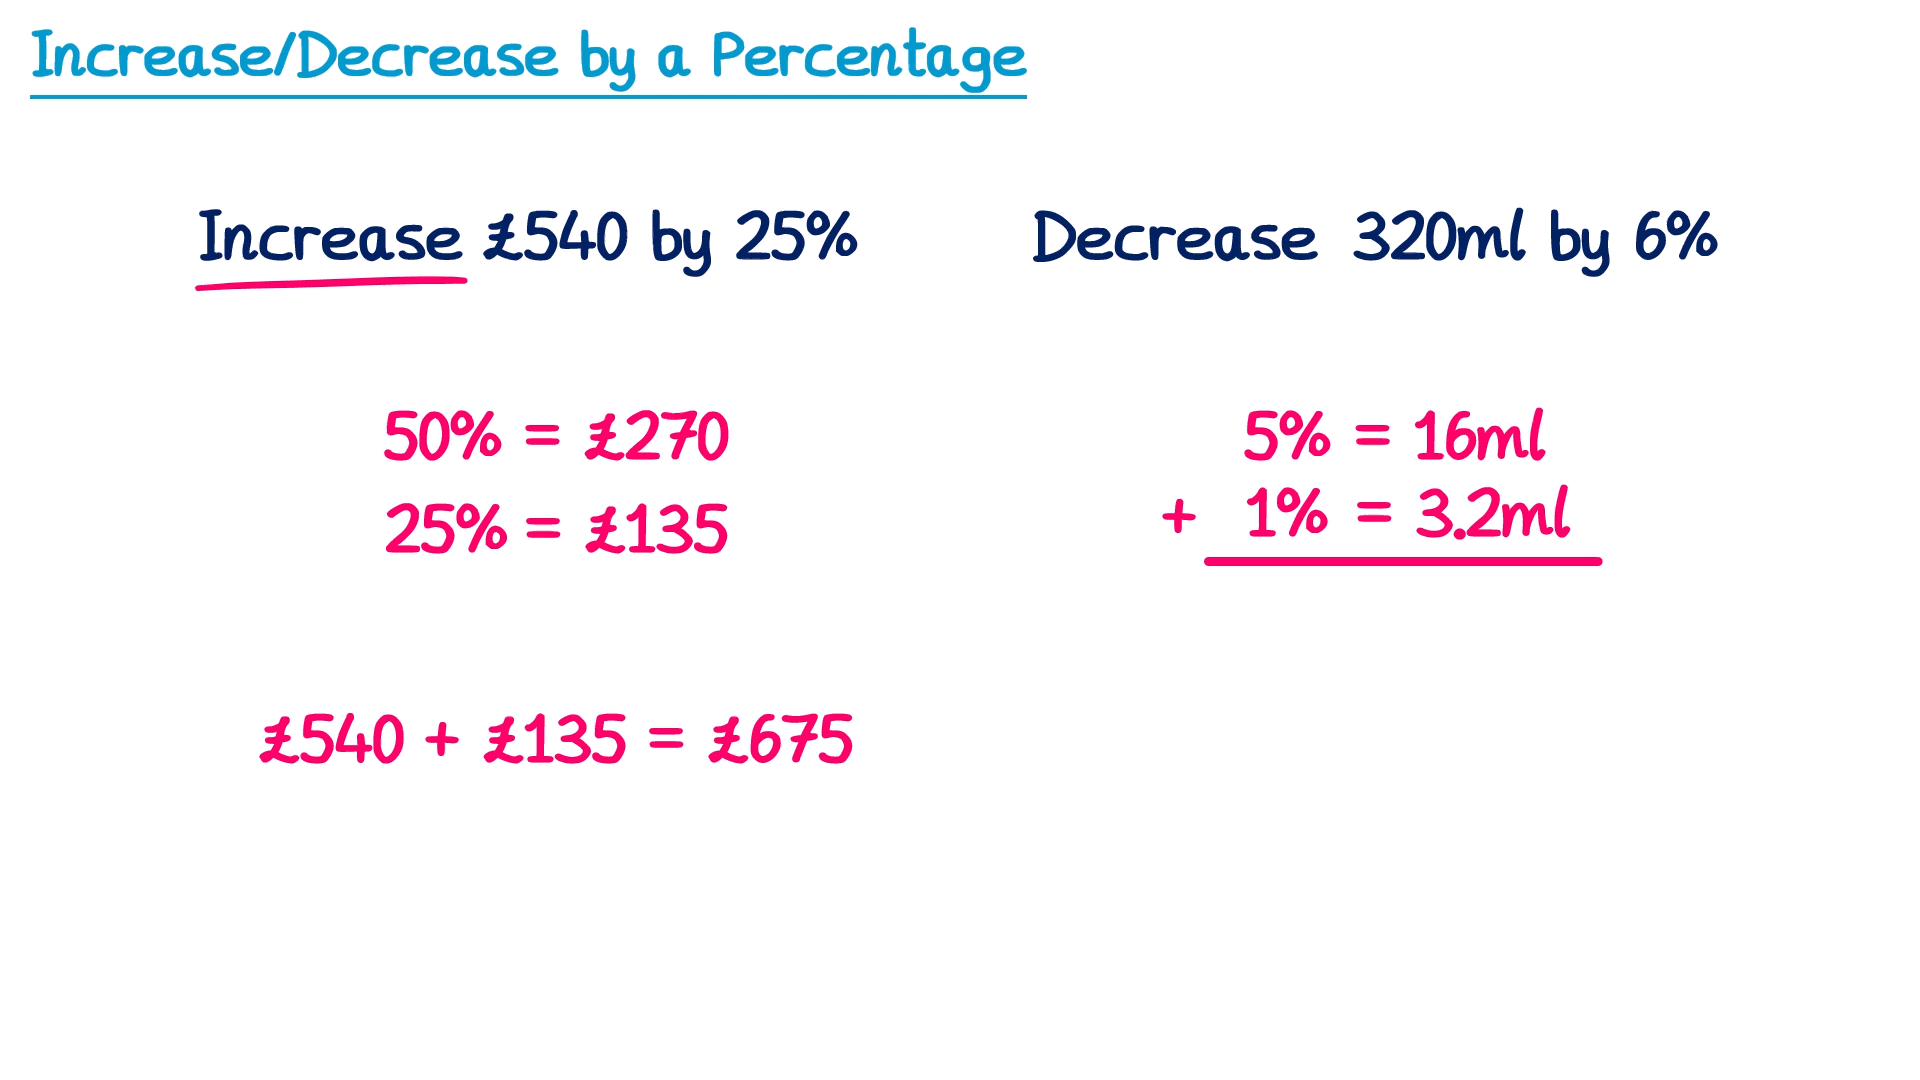 Increase/Decrease by a Percentage
Increase £540 by 25%
50% = £270
25% = £135
£540 + £135 = £675
Decrease 320ml by 6%
5% = 16ml
+ 1% = 3.2ml